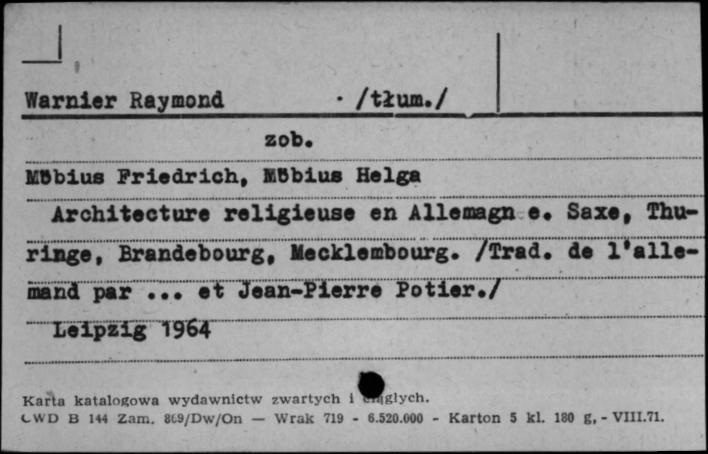 Warnier Raymond · /tłum./
zob.
Möbius Friedrich, Möbius Helga
Architecture religieuse en Allemagn e. Saxe, Thu-
ringe, Brandebourg, Mecklembourg. /Trad. de l'alle-
mand par ... et Jean-Pierre Potier./
Leipzig 1964
Karta katalogowa wydawnictw zwartych i ciągłych.
CWD B 144 Zam. 869/Dw/On — Wrak 719 - 6.520.000 - Karton 5 kl. 180 g, - VIII.71.